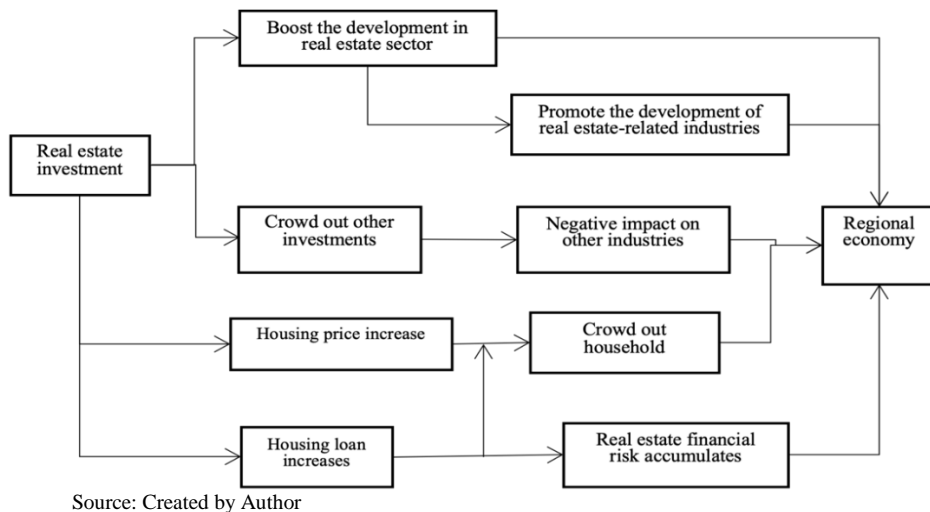 Boost the development in
real estate sector
Promote the development of
real estate-related industries
Real estate
investment
Crowd out other
investments
Negative impact on
other industries
Regional
economy
Housing price increase
Crowd out
household
Housing loan
increases
Real estate financial
risk accumulates
Source: Created by Author